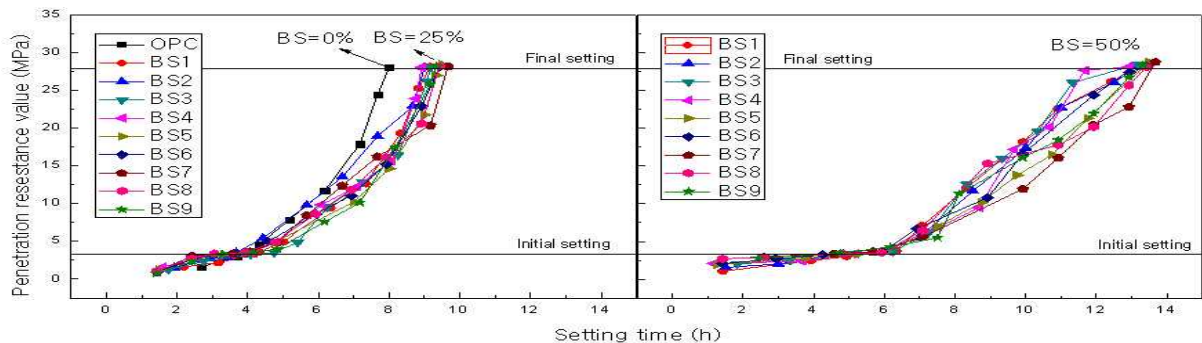 Penetration resestance value (MPa)
35
30
25
20
15
10
5
0
OPC
BS1
BS2
BS3
BS4
BS5
BS6
BS7
BS8
BS9
BS=0%
BS=25%
Final setting
Initial setting
0 2 4 6 8 10 12 14
BS1
BS2
BS3
BS4
BS5
BS6
BS7
BS8
BS9
Final setting
BS=50%
Initial setting
0 2 4 6 8 10 12 14
Setting time (h)